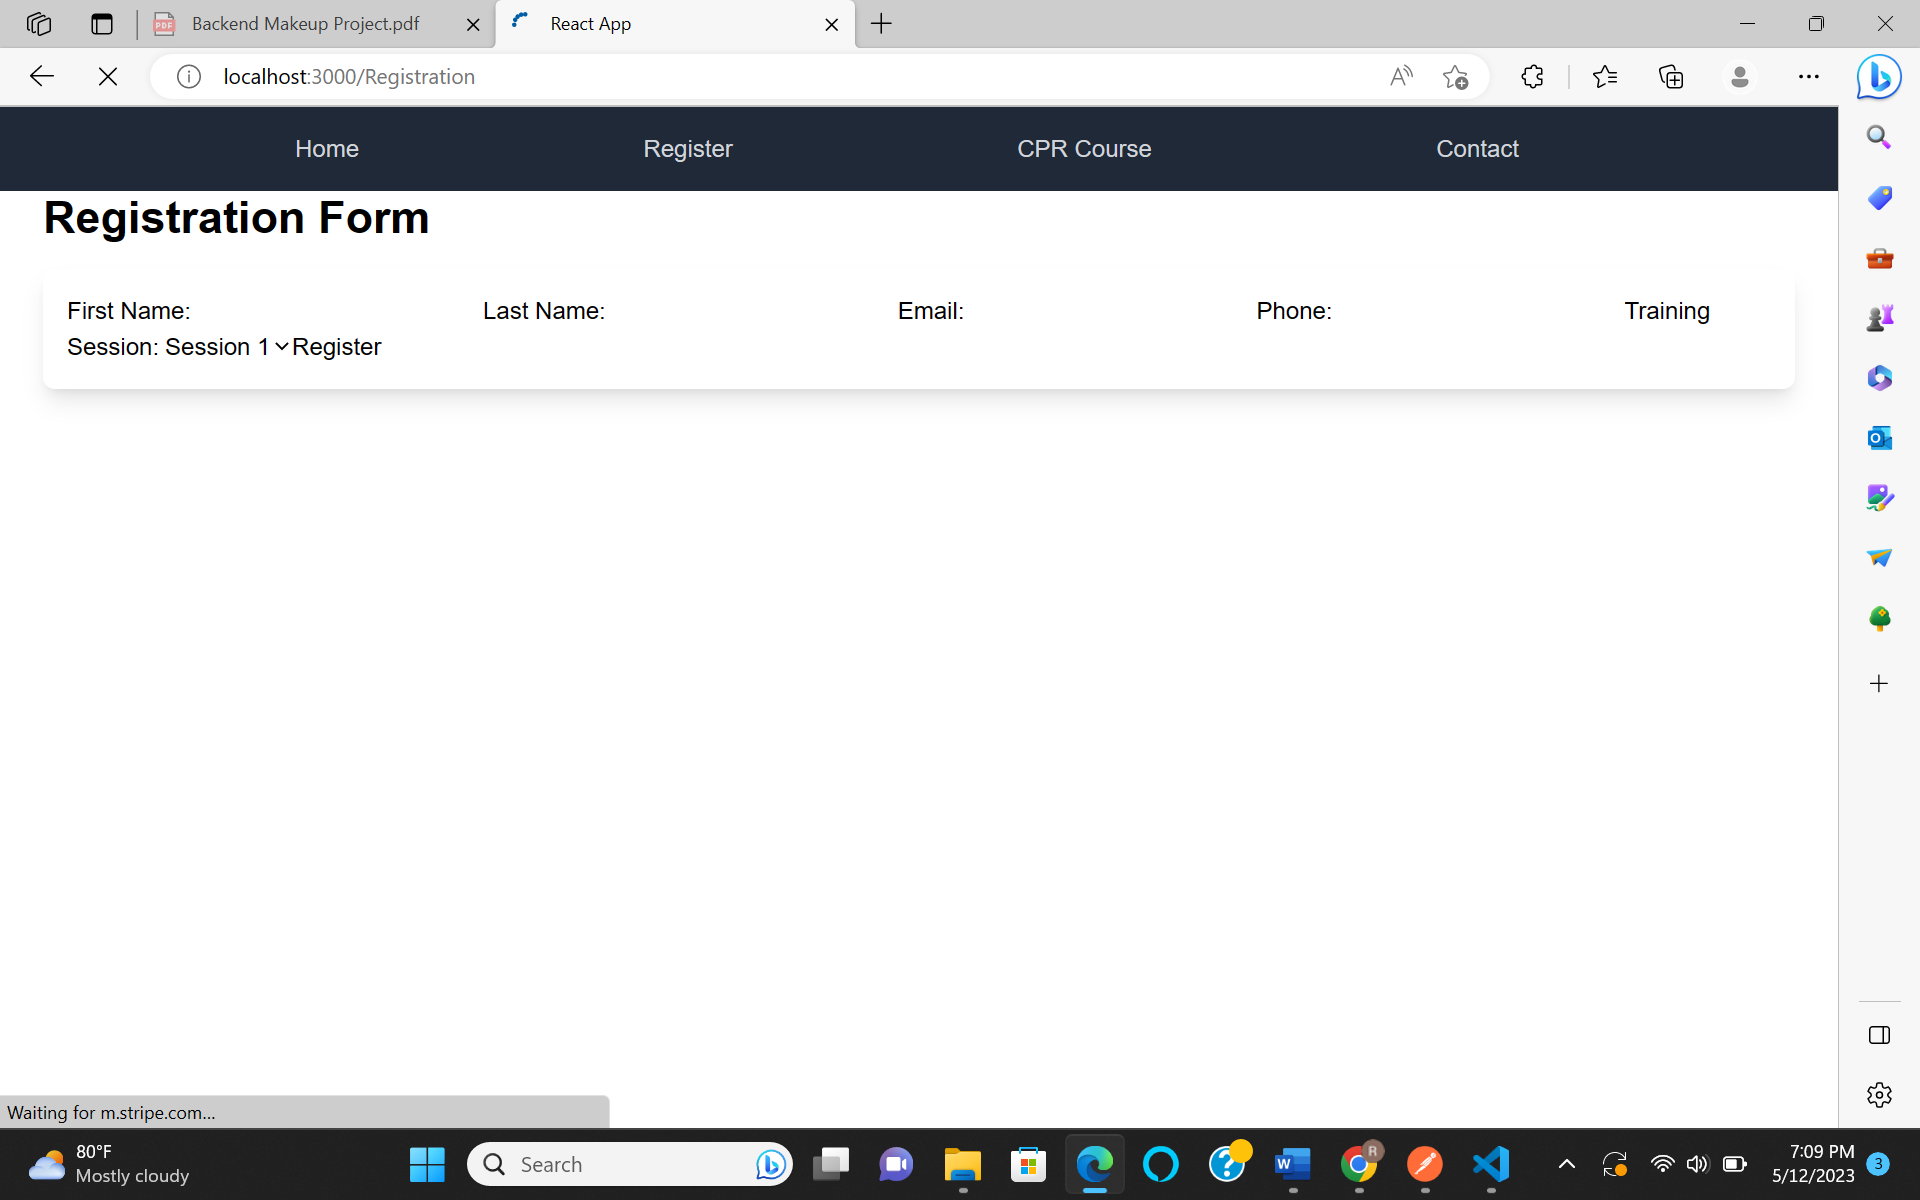 Backend Makeup Project.pdf
React App
localhost:3000/Registration
Home
Register
CPR Course
Contact
Registration Form
First Name:
Last Name:
Email:
Phone:
Training
Session: Session 1 Register
Waiting for m.stripe.com...
80°F
Mostly cloudy
Search
7:09 PM
5/12/2023
3